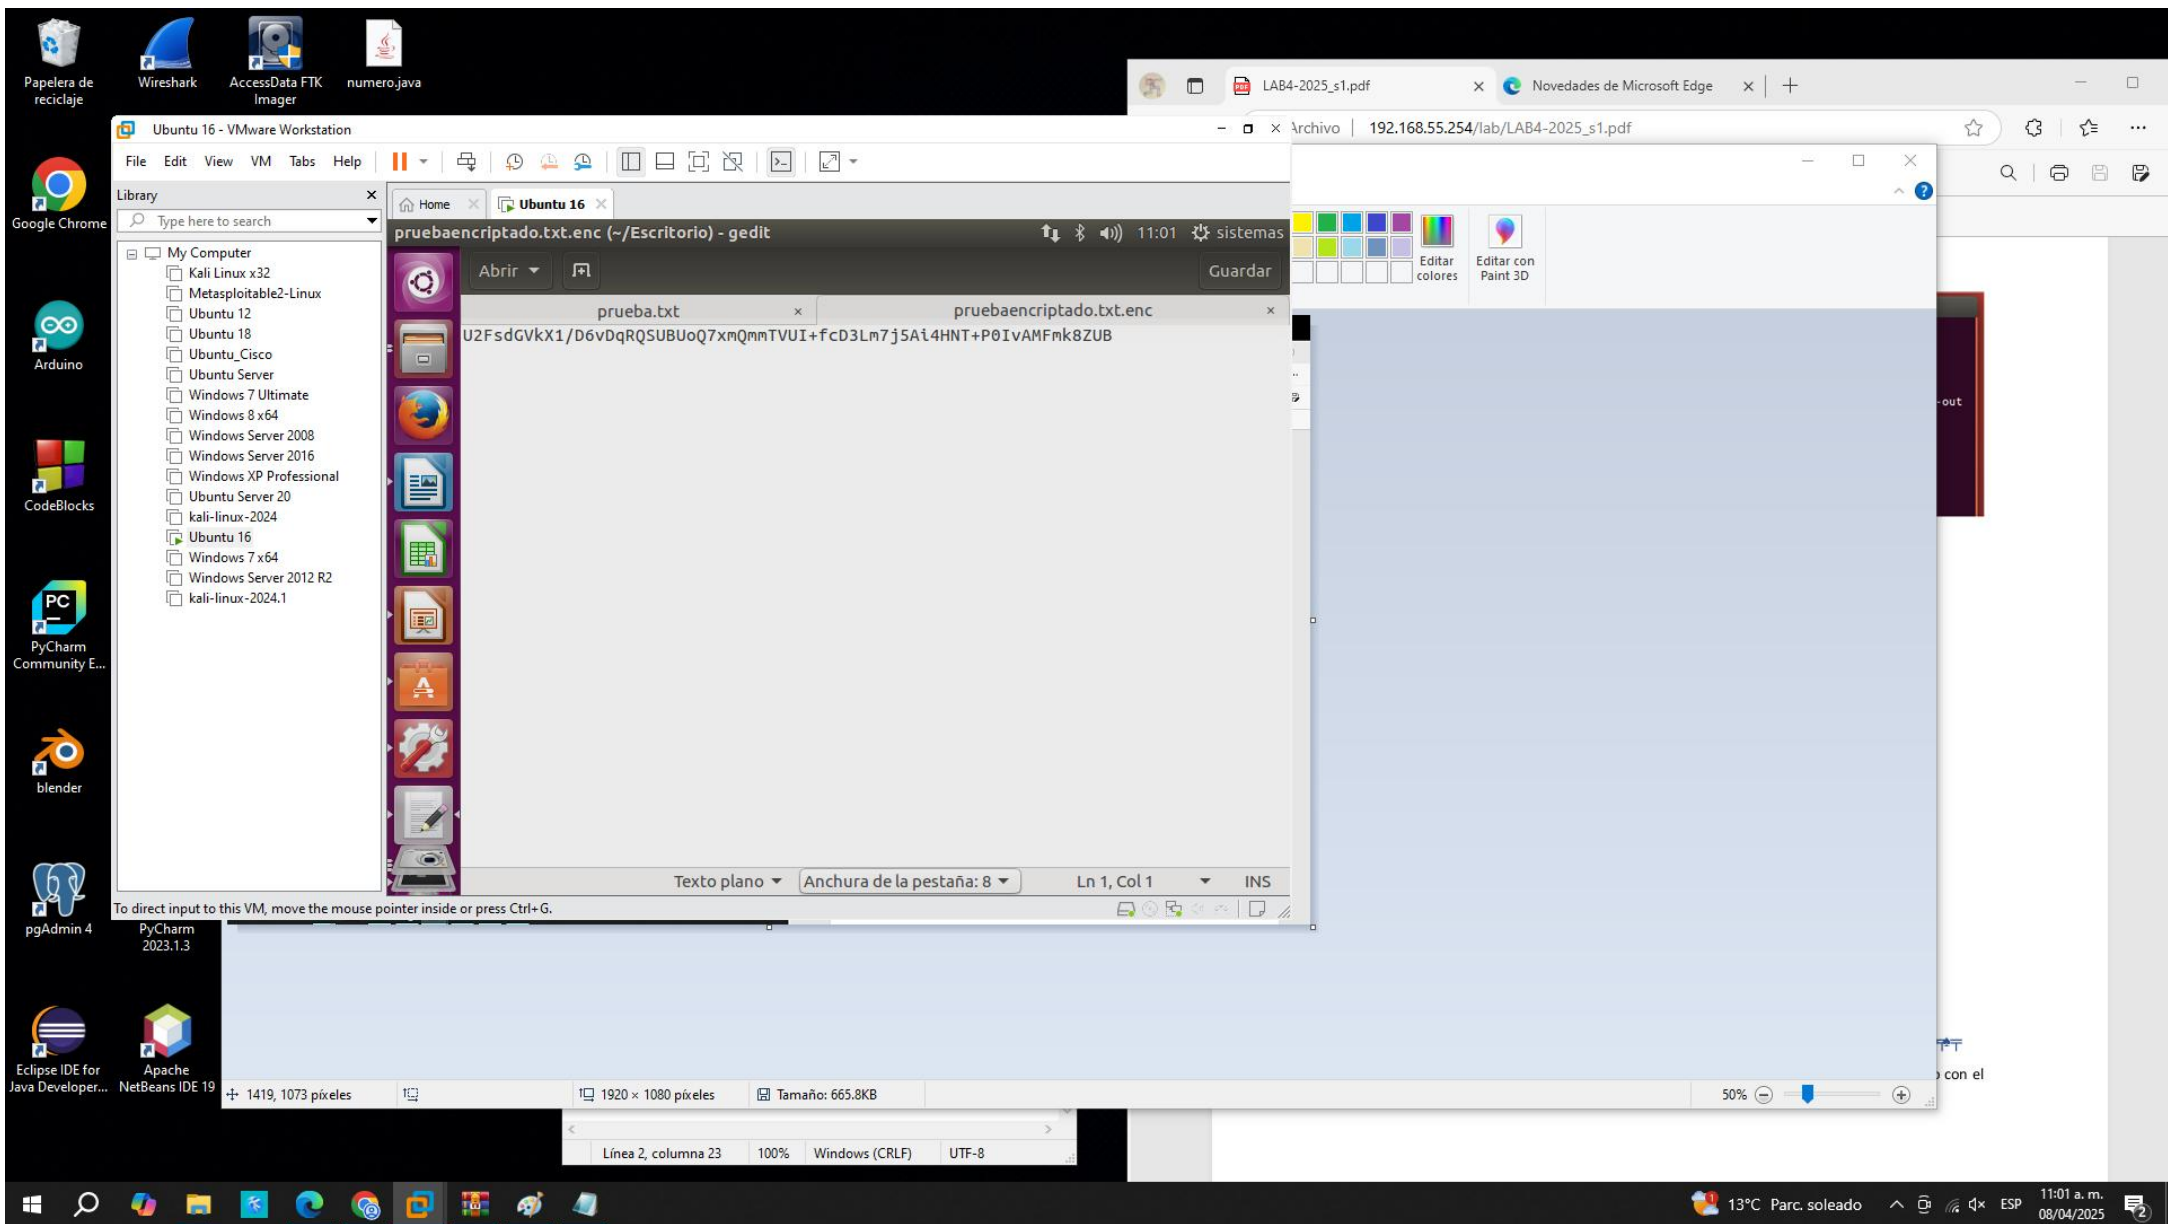 Papelera de
reciclaje
Wireshark
AccessData FTK
Imager
numero.java
Google Chrome
Arduino
CodeBlocks
PyCharm
Community E...
blender
pgAdmin 4
PyCharm
2023.1.3
Eclipse IDE for
Java Developer...
Apache
NetBeans IDE 19
LAB4-2025_s1.pdf
Novedades de Microsoft Edge
Archivo
192.168.55.254/lab/LAB4-2025_s1.pdf
Ubuntu 16 - VMware Workstation
File Edit View VM Tabs Help
Library
Type here to search
My Computer
Kali Linux x32
Metasploitable2-Linux
Ubuntu 12
Ubuntu 18
Ubuntu_Cisco
Ubuntu Server
Windows 7 Ultimate
Windows 8 x64
Windows Server 2008
Windows Server 2016
Windows XP Professional
Ubuntu Server 20
kali-linux-2024
Ubuntu 16
Windows 7 x64
Windows Server 2012 R2
kali-linux-2024.1
Home
Ubuntu 16
pruebaencriptado.txt.enc (~/Escritorio) - gedit
11:01
sistemas
Abrir
Guardar
prueba.txt
pruebaencriptado.txt.enc
U2FsdGVkX1/D6vDqRQSUBUoQ7xmQmmTVUI+fcD3Lm7j5Ai4HNT+P0IvAMFmk8ZUB
Texto plano
Anchura de la pestaña: 8
Ln 1, Col 1
INS
To direct input to this VM, move the mouse pointer inside or press Ctrl+G.
Editar
colores
Editar con
Paint 3D
-out
con el
1419, 1073 píxeles
1920 × 1080 píxeles
Tamaño: 665.8KB
50%
Línea 2, columna 23
100%
Windows (CRLF)
UTF-8
13°C Parc. soleado
ESP
11:01 a. m.
08/04/2025